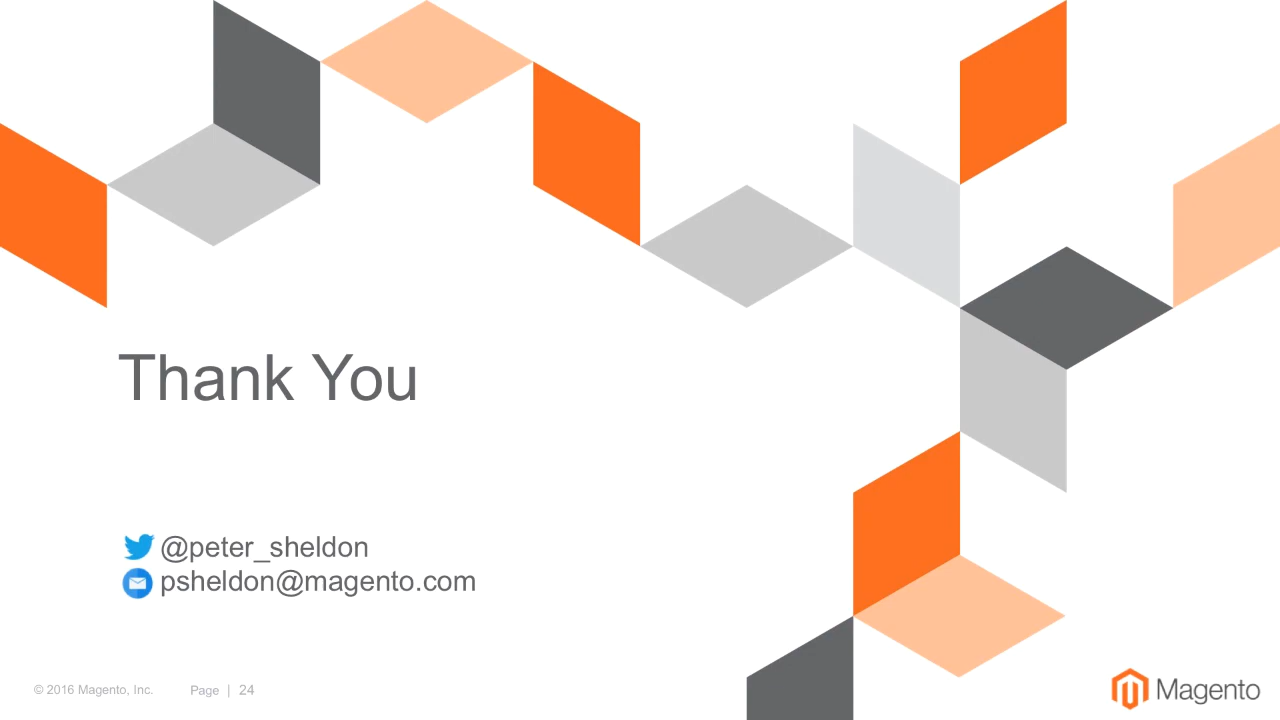 Thank You
@peter_sheldon
psheldon@magento.com
© 2016 Magento, Inc. Page | 24
Magento